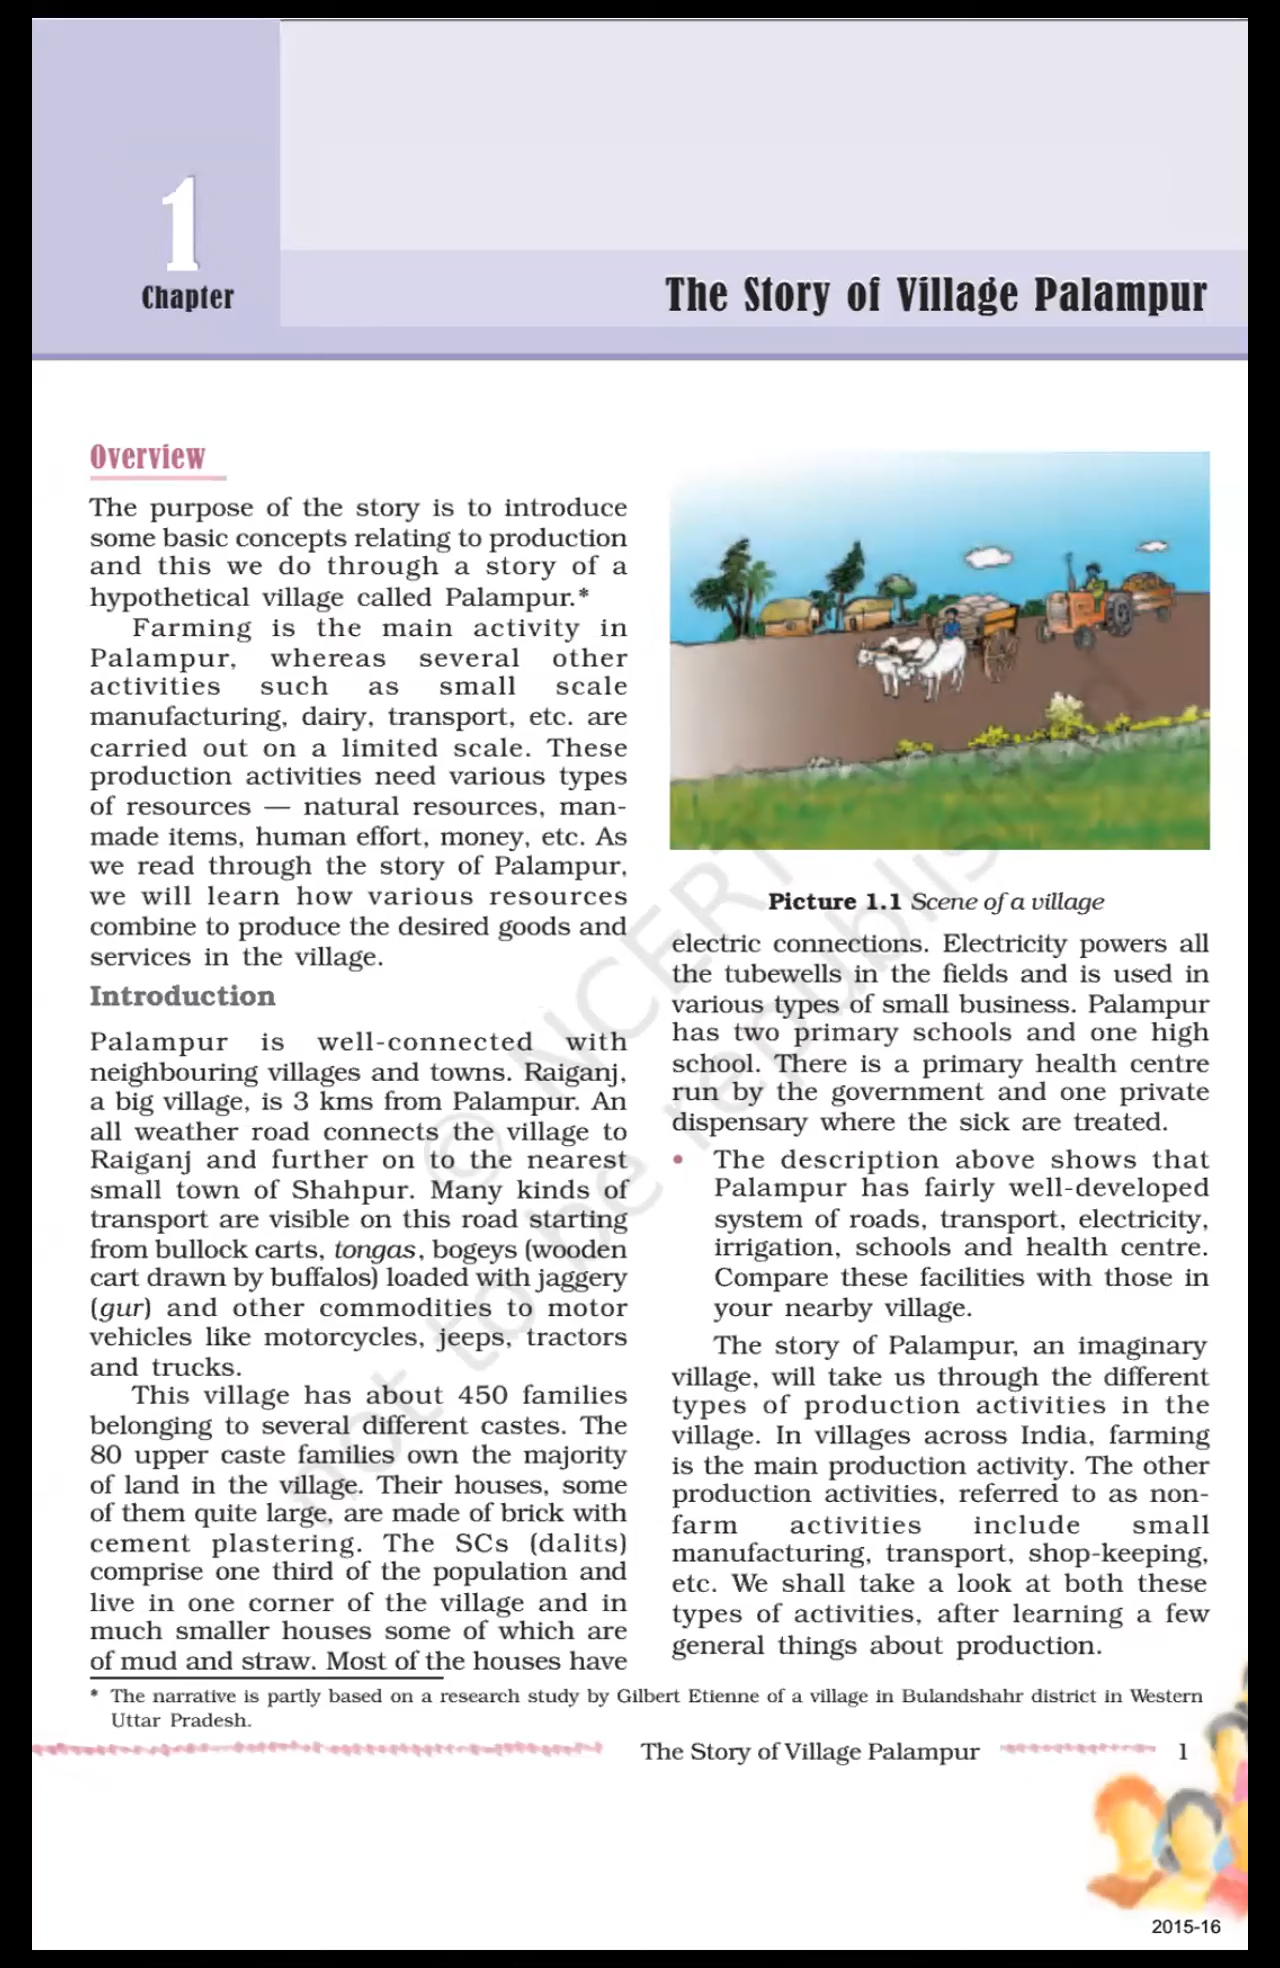 1
Chapter
The Story of Village Palampur
Overview
The purpose of the story is to introduce
some basic concepts relating to production
and this we do through a story of a
hypothetical village called Palampur.*
Farming is the main activity in
Palampur, whereas several other
activities such as small scale
manufacturing, dairy, transport, etc. are
carried out on a limited scale. These
production activities need various types
of resources — natural resources, man-
made items, human effort, money, etc. As
we read through the story of Palampur,
we will learn how various resources
combine to produce the desired goods and
services in the village.
Introduction
Palampur is well-connected with
neighbouring villages and towns. Raiganj,
a big village, is 3 kms from Palampur. An
all weather road connects the village to
Raiganj and further on to the nearest
small town of Shahpur. Many kinds of
transport are visible on this road starting
from bullock carts, tongas, bogeys (wooden
cart drawn by buffalos) loaded with jaggery
(gur) and other commodities to motor
vehicles like motorcycles, jeeps, tractors
and trucks.
This village has about 450 families
belonging to several different castes. The
80 upper caste families own the majority
of land in the village. Their houses, some
of them quite large, are made of brick with
cement plastering. The SCs (dalits)
comprise one third of the population and
live in one corner of the village and in
much smaller houses some of which are
of mud and straw. Most of the houses have
Picture 1.1 Scene of a village
electric connections. Electricity powers all
the tubewells in the fields and is used in
various types of small business. Palampur
has two primary schools and one high
school. There is a primary health centre
run by the government and one private
dispensary where the sick are treated.
• The description above shows that
Palampur has fairly well-developed
system of roads, transport, electricity,
irrigation, schools and health centre.
Compare these facilities with those in
your nearby village.
The story of Palampur, an imaginary
village, will take us through the different
types of production activities in the
village. In villages across India, farming
is the main production activity. The other
production activities, referred to as non-
farm activities include small
manufacturing, transport, shop-keeping,
etc. We shall take a look at both these
types of activities, after learning a few
general things about production.
* The narrative is partly based on a research study by Gilbert Etienne of a village in Bulandshahr district in Western
Uttar Pradesh.
The Story of Village Palampur 1
2015-16
© NCERT
not to be republished